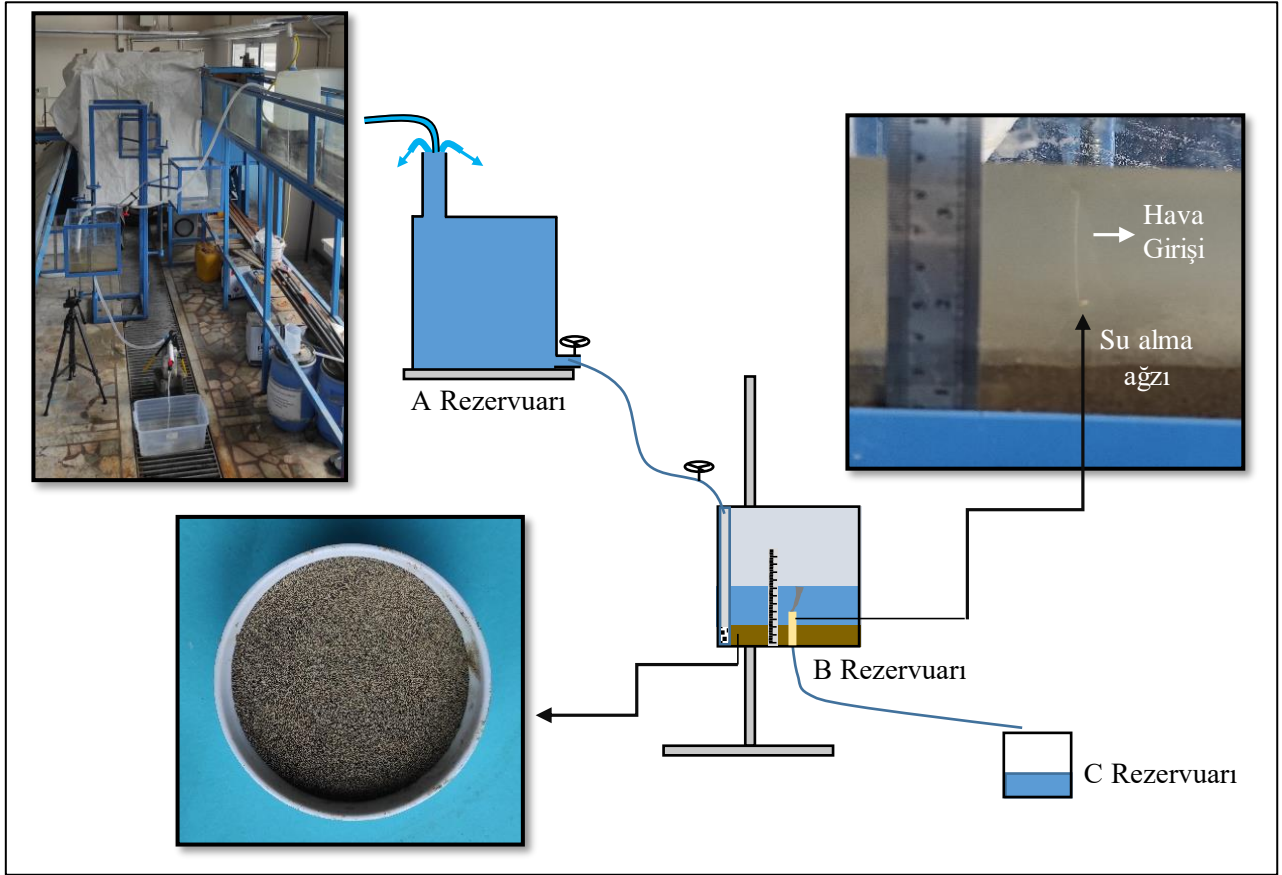 A Rezervuarı
Hava
Girişi
Su alma
ağzı
B Rezervuarı
C Rezervuarı